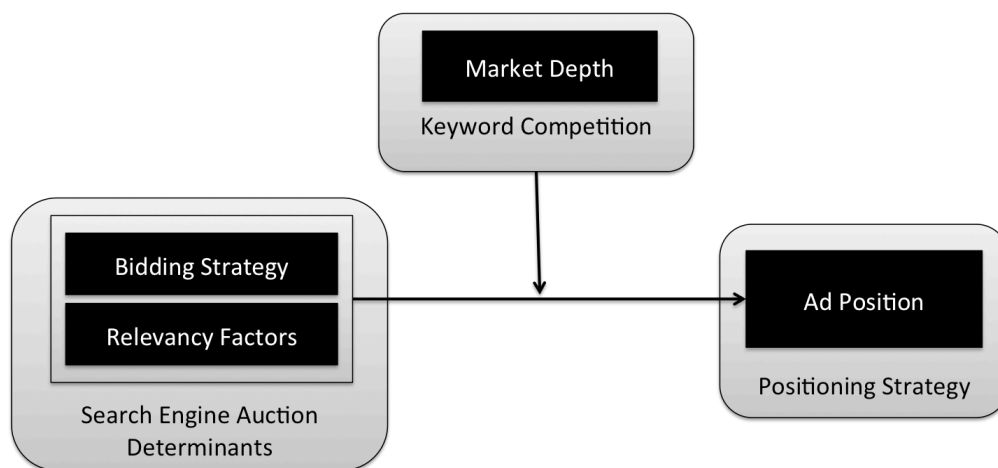 Market Depth
Keyword Competition
Bidding Strategy
Relevancy Factors
Search Engine Auction
Determinants
Ad Position
Positioning Strategy